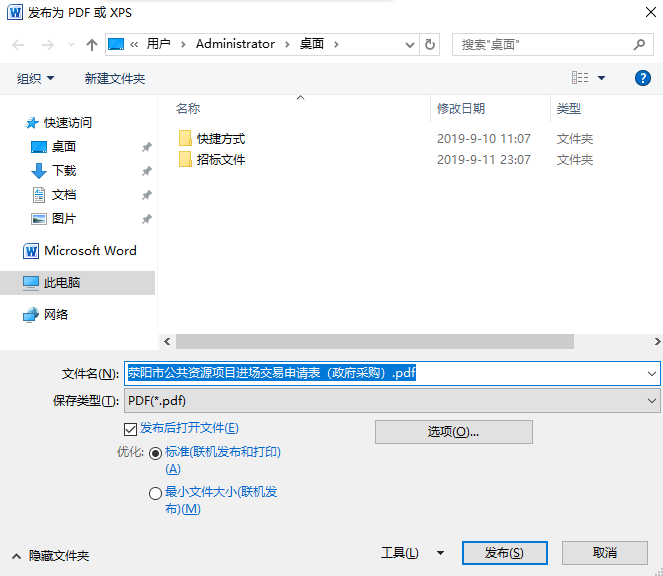 发布为 PDF 或 XPS
« 用户 › Administrator › 桌面 ›
搜索"桌面"
组织 新建文件夹
名称 修改日期 类型
快速访问
桌面
下载
文档
图片
Microsoft Word
此电脑
网络
快捷方式 2019-9-10 11:07 文件夹
招标文件 2019-9-11 23:07 文件夹
文件名(N): 荥阳市公共资源项目进场交易申请表（政府采购）.pdf
保存类型(T): PDF(*.pdf)
发布后打开文件(E)
选项(O)...
优化: 标准(联机发布和打印)
(A)
最小文件大小(联机发
布)(M)
隐藏文件夹
工具(L) 发布(S) 取消